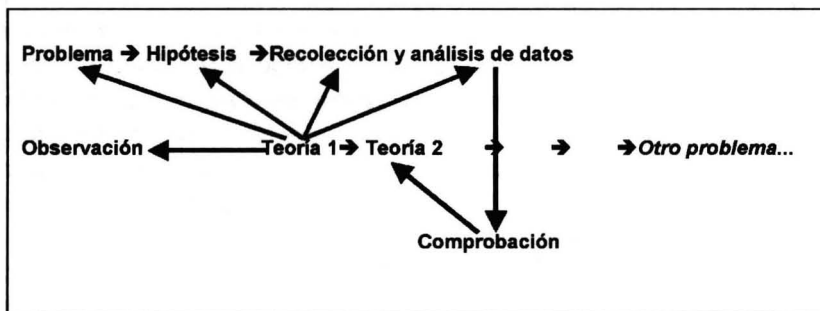 Problema → Hipótesis → Recolección y análisis de datos
Observación Teoría 1 → Teoría 2 → → → Otro problema...
Comprobación